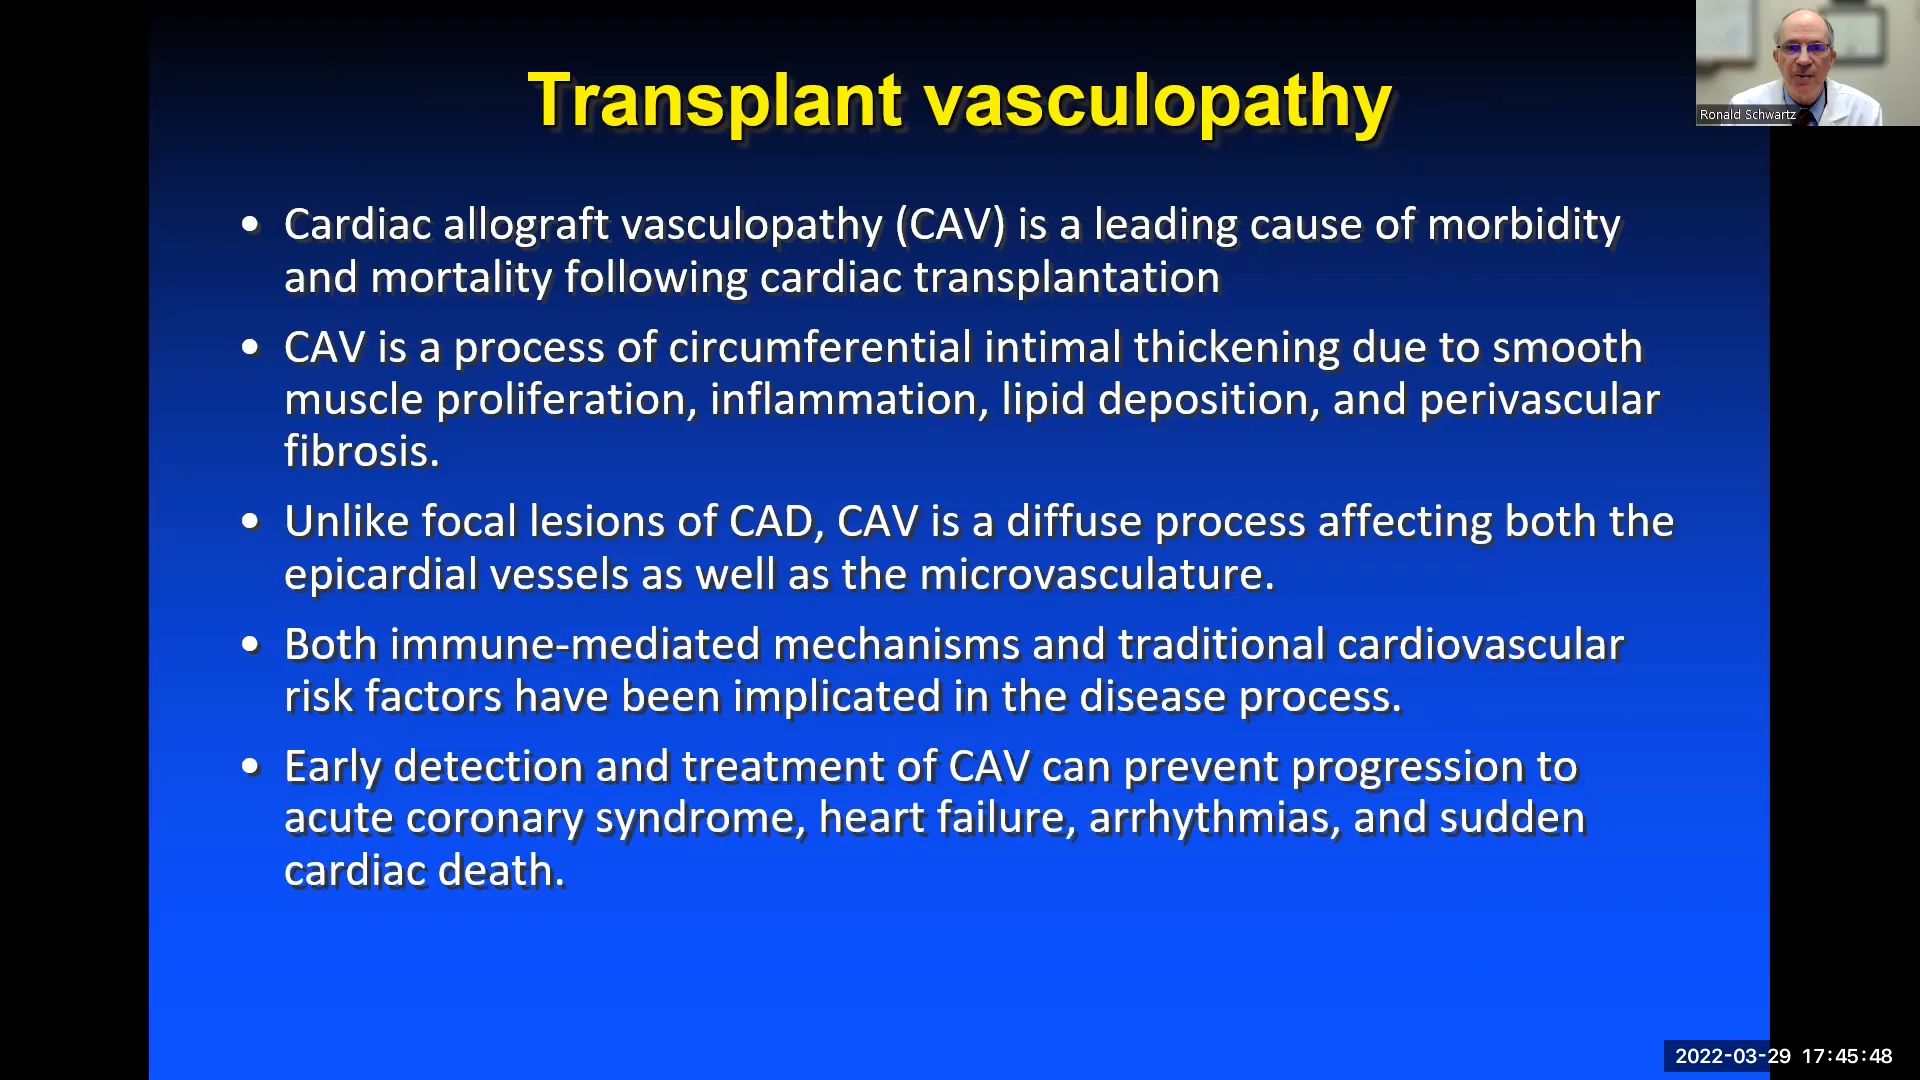 Transplant vasculopathy
Ronald Schwartz
• Cardiac allograft vasculopathy (CAV) is a leading cause of morbidity
and mortality following cardiac transplantation
• CAV is a process of circumferential intimal thickening due to smooth
muscle proliferation, inflammation, lipid deposition, and perivascular
fibrosis.
• Unlike focal lesions of CAD, CAV is a diffuse process affecting both the
epicardial vessels as well as the microvasculature.
• Both immune-mediated mechanisms and traditional cardiovascular
risk factors have been implicated in the disease process.
• Early detection and treatment of CAV can prevent progression to
acute coronary syndrome, heart failure, arrhythmias, and sudden
cardiac death.
2022-03-29 17:45:48